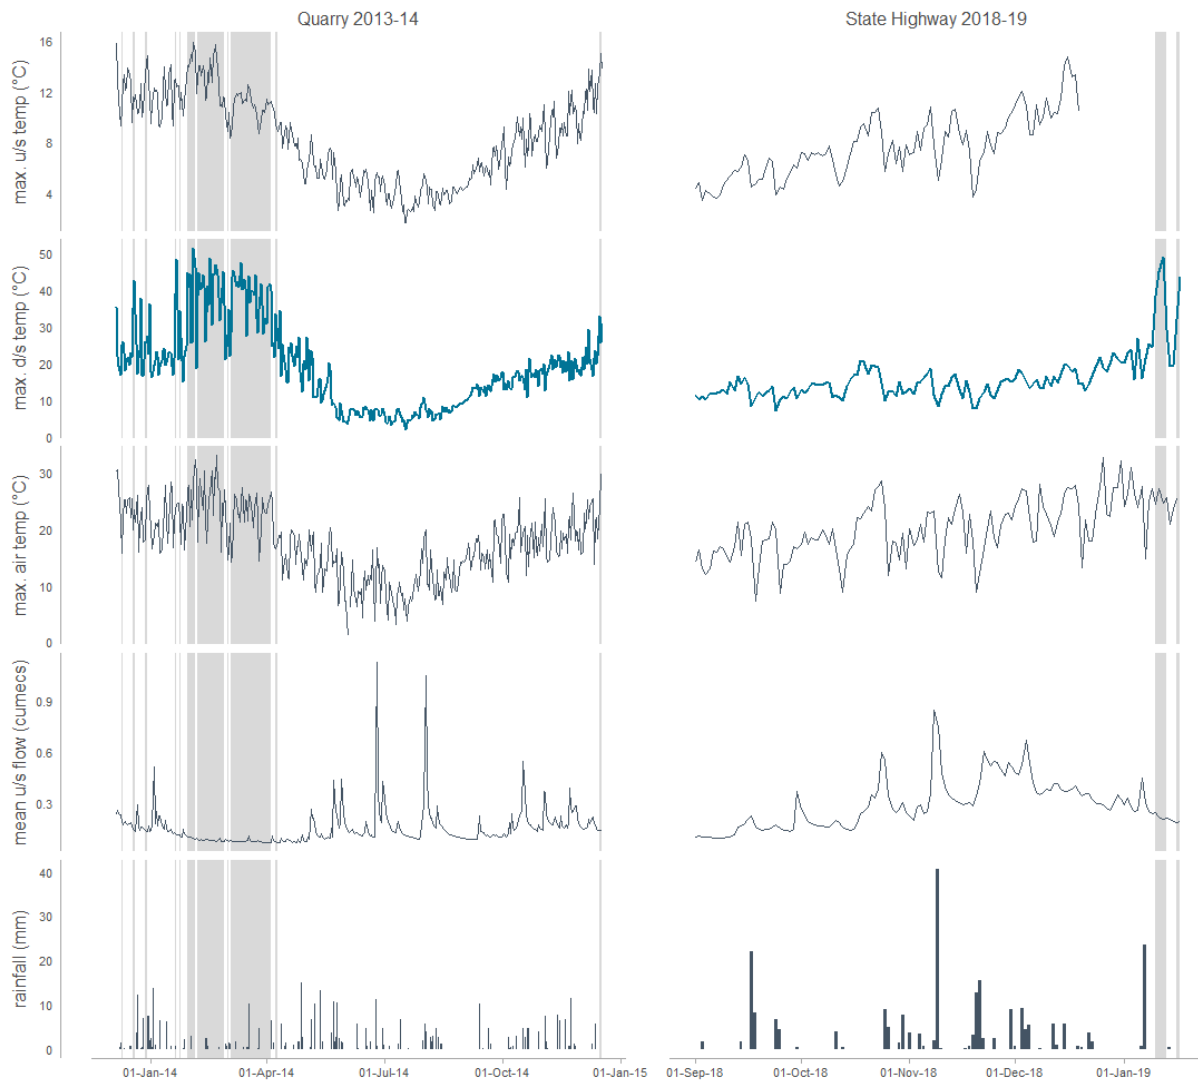 Quarry 2013-14
State Highway 2018-19
max. u/s temp (°C)
16
12
8
4
max. d/s temp (°C)
50
40
30
20
10
0
max. air temp (°C)
30
20
10
0
mean u/s flow (cumecs)
0.9
0.6
0.3
rainfall (mm)
40
30
20
10
0
01-Jan-14 01-Apr-14 01-Jul-14 01-Oct-14 01-Jan-15
01-Sep-18 01-Oct-18 01-Nov-18 01-Dec-18 01-Jan-19